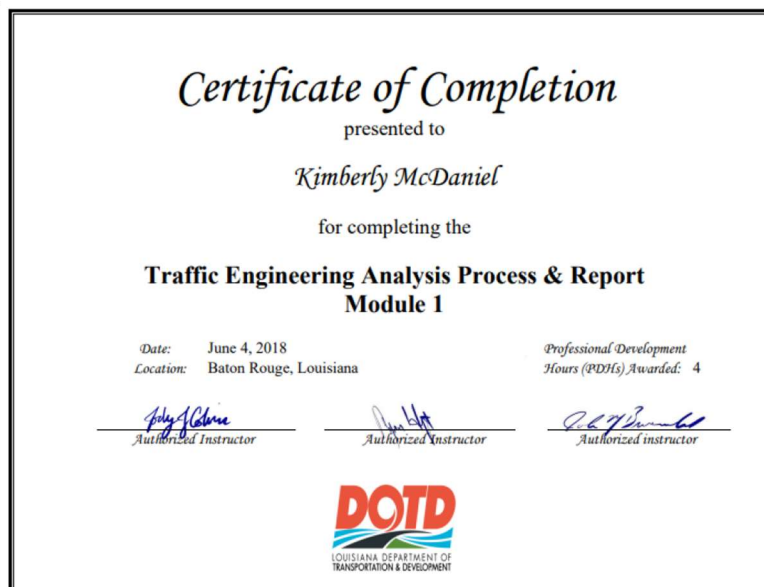 Certificate of Completion
presented to
Kimberly McDaniel
for completing the
Traffic Engineering Analysis Process & Report
Module 1
Date: June 4, 2018
Location: Baton Rouge, Louisiana
Professional Development
Hours (PDHs) Awarded: 4
Authorized Instructor
Authorized Instructor
Authorized instructor
DOTD
LOUISIANA DEPARTMENT OF
TRANSPORTATION & DEVELOPMENT